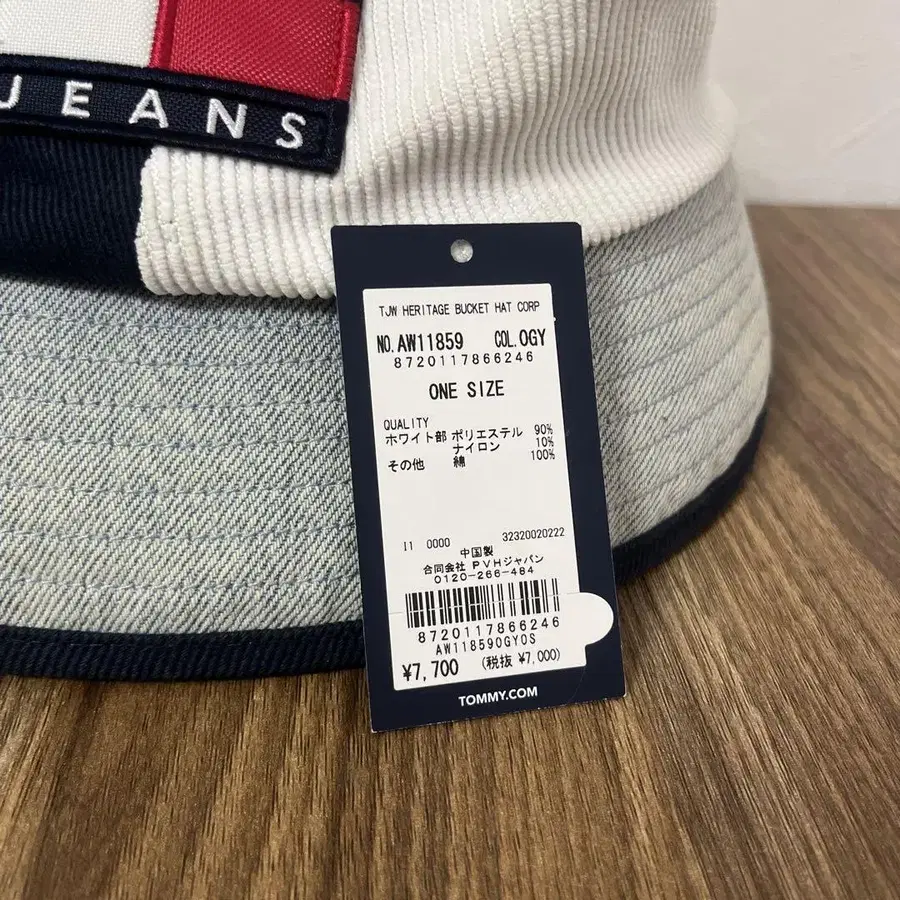 JEANS
TJW HERITAGE BUCKET HAT CORP
NO. AW11859 COL. 0GY
8720117866246
ONE SIZE
QUALITY
ホワイト部 ポリエステル 90%
ナイロン 10%
その他 綿 100%
I1 0000 32320020222
中国製
合同会社 PVHジャパン
0120-266-484
8720117866246
AW118590GY0S
¥7,700 (税抜 ¥7,000)
TOMMY.COM